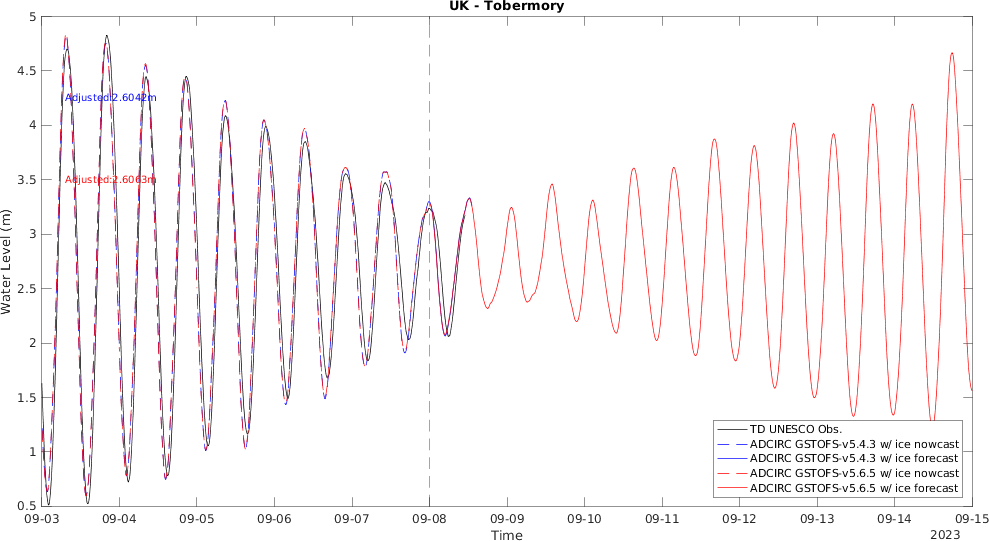 UK - Tobermory
5
4.5
4
3.5
3
2.5
2
1.5
1
0.5
Water Level (m)
Adjusted:2.6042m
Adjusted:2.6063m
TD UNESCO Obs.
ADCIRC GSTOFS-v5.4.3 w/ ice nowcast
ADCIRC GSTOFS-v5.4.3 w/ ice forecast
ADCIRC GSTOFS-v5.6.5 w/ ice nowcast
ADCIRC GSTOFS-v5.6.5 w/ ice forecast
09-03 09-04 09-05 09-06 09-07 09-08 09-09 09-10 09-11 09-12 09-13 09-14 09-15
Time
2023